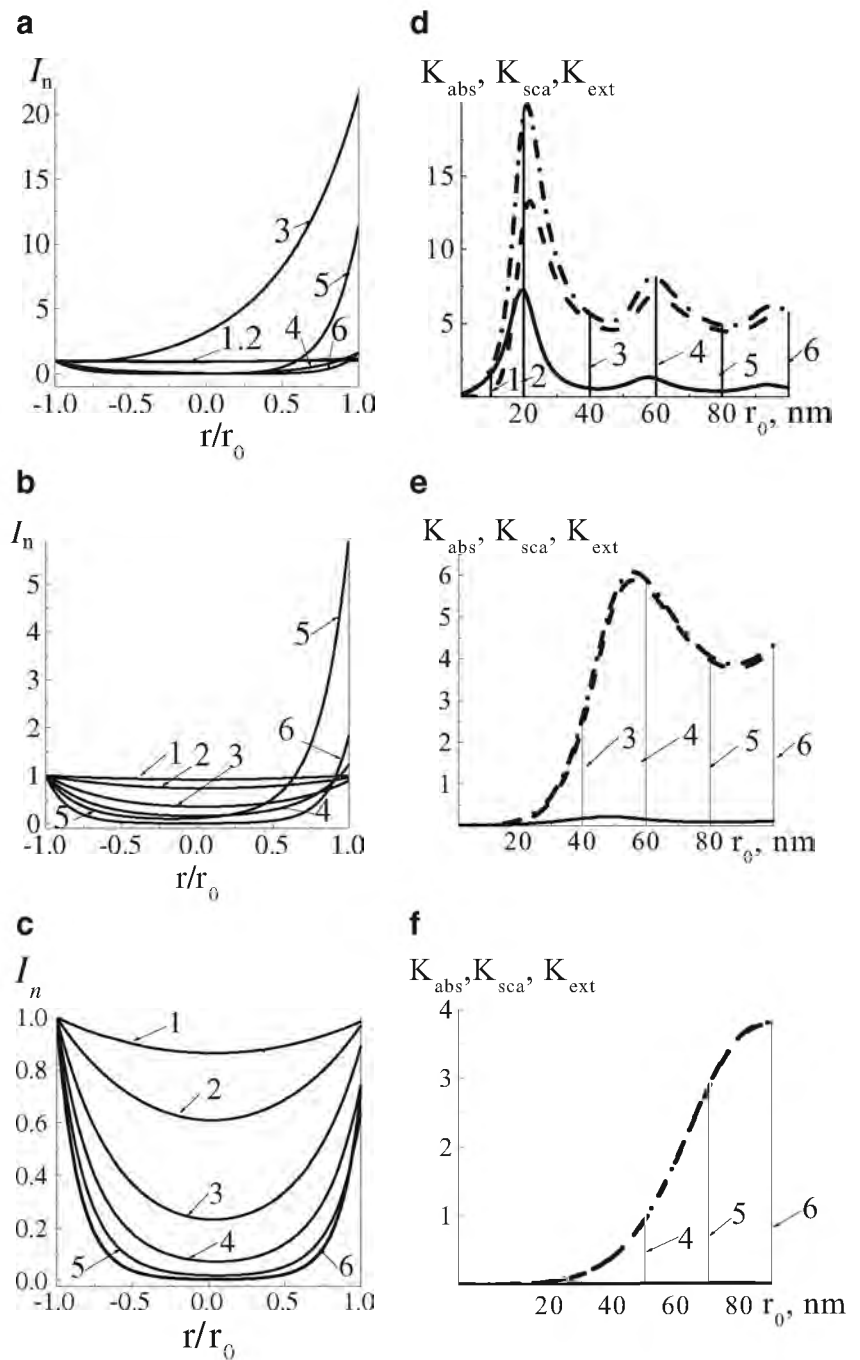 a
I_n
20
15
10
5
0
3
5
1.2
4
6
-1.0 -0.5 0.0 0.5 1.0
r/r_0
d
K_abs, K_sca, K_ext
15
10
5
1 2 3 4 5 6
20 40 60 80 r_0, nm
b
I_n
5
4
3
2
1
0
5
6
1 2 3
5
4
-1.0 -0.5 0.0 0.5 1.0
r/r_0
e
K_abs, K_sca, K_ext
6
5
4
3
2
1
3 4 5 6
20 40 60 80 r_0, nm
c
I_n
1.0
0.8
0.6
0.4
0.2
0.0
1
2
3
4
5
6
-1.0 -0.5 0.0 0.5 1.0
r/r_0
f
K_abs, K_sca, K_ext
4
3
2
1
4 5 6
20 40 60 80 r_0, nm